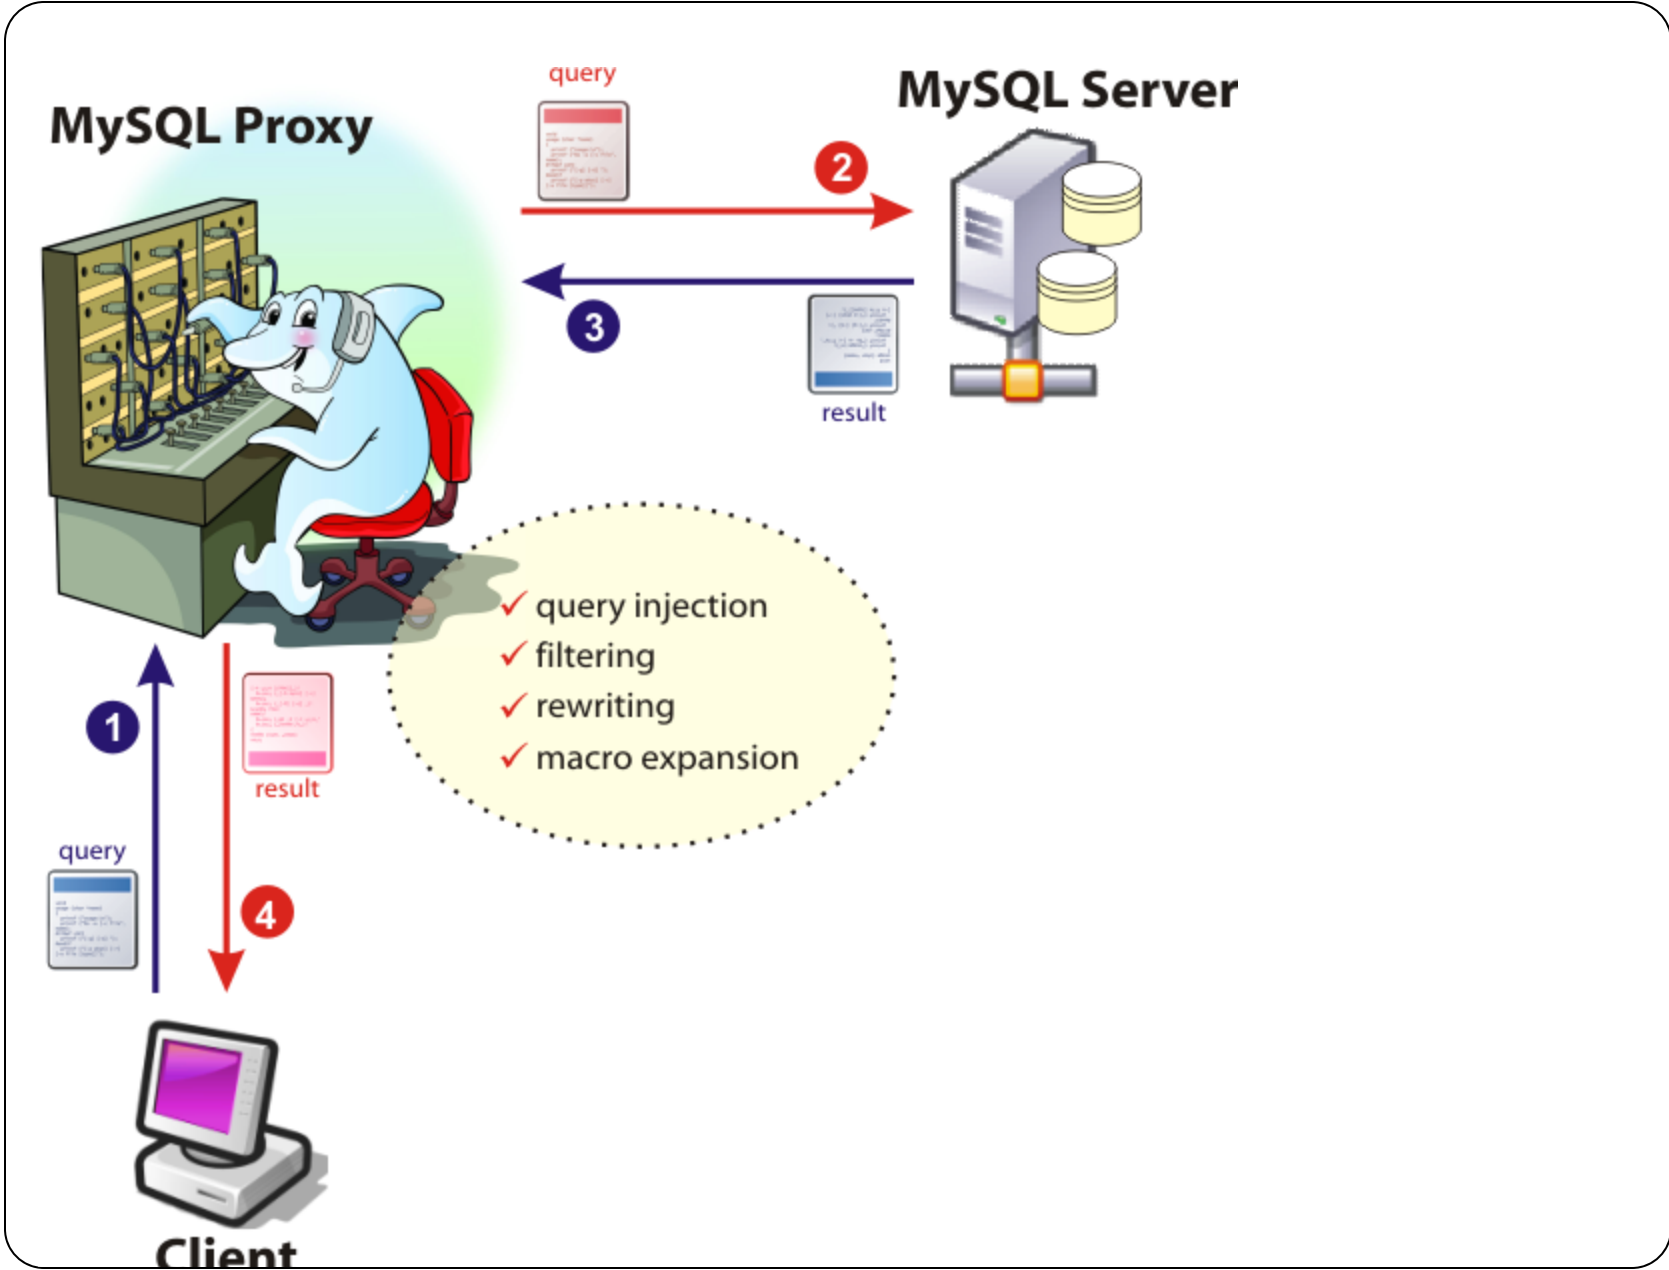 query
MySQL Server
MySQL Proxy
2
3
result
query injection
filtering
rewriting
macro expansion
1
result
query
4
Client